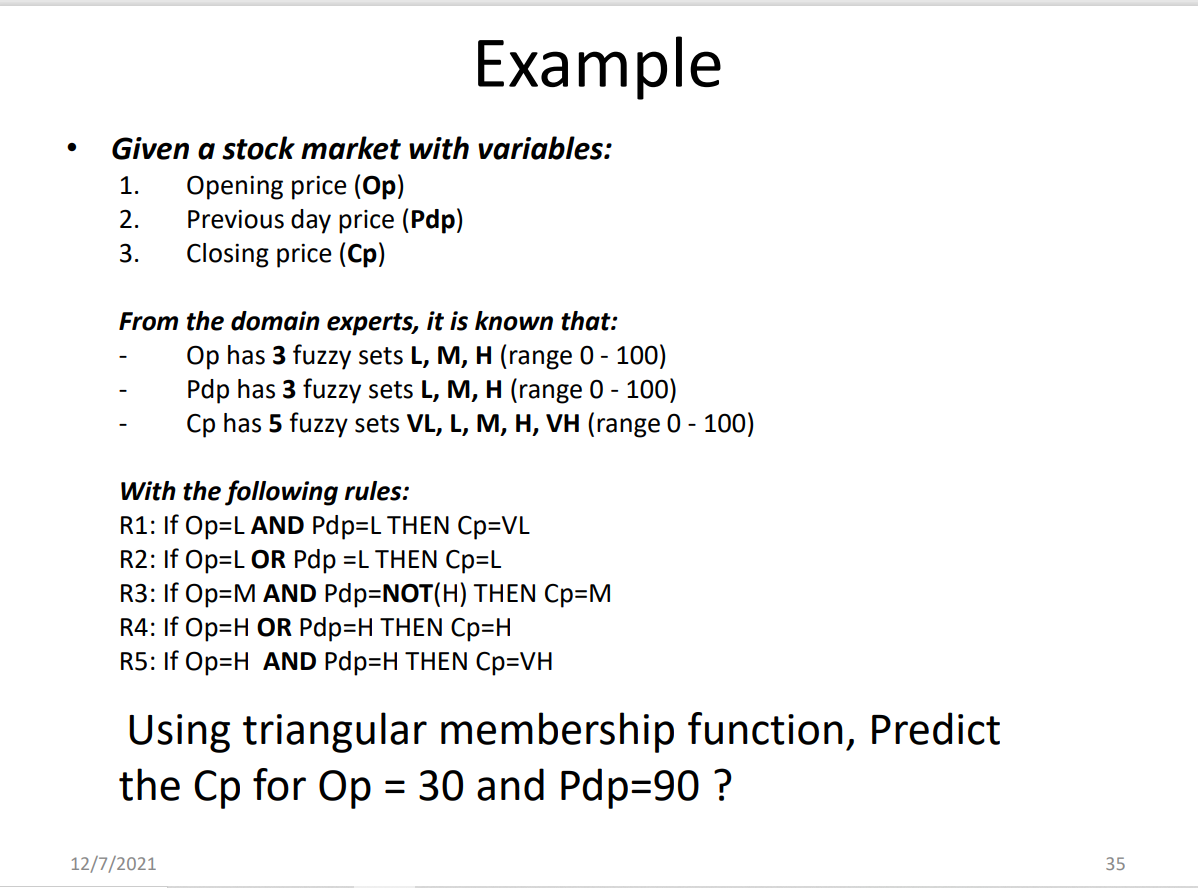 Example
• Given a stock market with variables:
1. Opening price (Op)
2. Previous day price (Pdp)
3. Closing price (Cp)
From the domain experts, it is known that:
- Op has 3 fuzzy sets L, M, H (range 0 - 100)
- Pdp has 3 fuzzy sets L, M, H (range 0 - 100)
- Cp has 5 fuzzy sets VL, L, M, H, VH (range 0 - 100)
With the following rules:
R1: If Op=L AND Pdp=L THEN Cp=VL
R2: If Op=L OR Pdp =L THEN Cp=L
R3: If Op=M AND Pdp=NOT(H) THEN Cp=M
R4: If Op=H OR Pdp=H THEN Cp=H
R5: If Op=H AND Pdp=H THEN Cp=VH
Using triangular membership function, Predict
the Cp for Op = 30 and Pdp=90 ?
12/7/2021
35